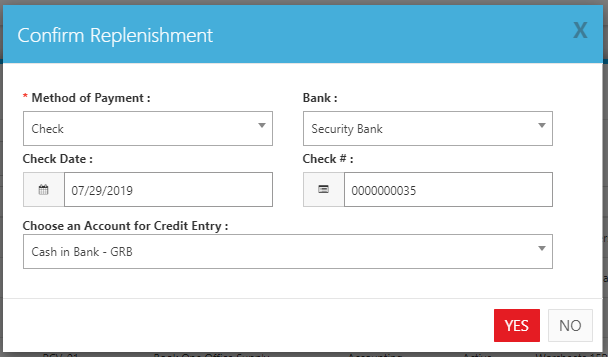 Confirm Replenishment X
* Method of Payment : Bank :
Check Security Bank
Check Date : Check # :
07/29/2019 0000000035
Choose an Account for Credit Entry :
Cash in Bank - GRB
YES NO